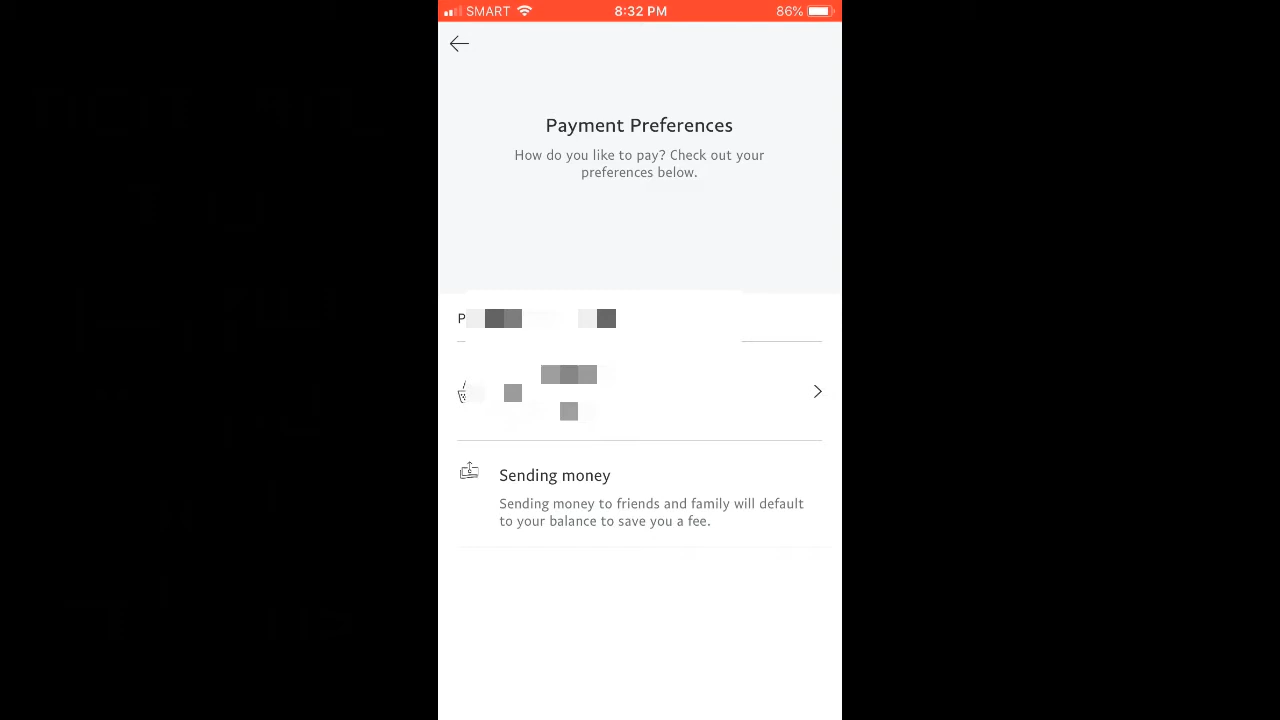 SMART 8:32 PM 86%
Payment Preferences
How do you like to pay? Check out your
preferences below.
P
Sending money
Sending money to friends and family will default
to your balance to save you a fee.